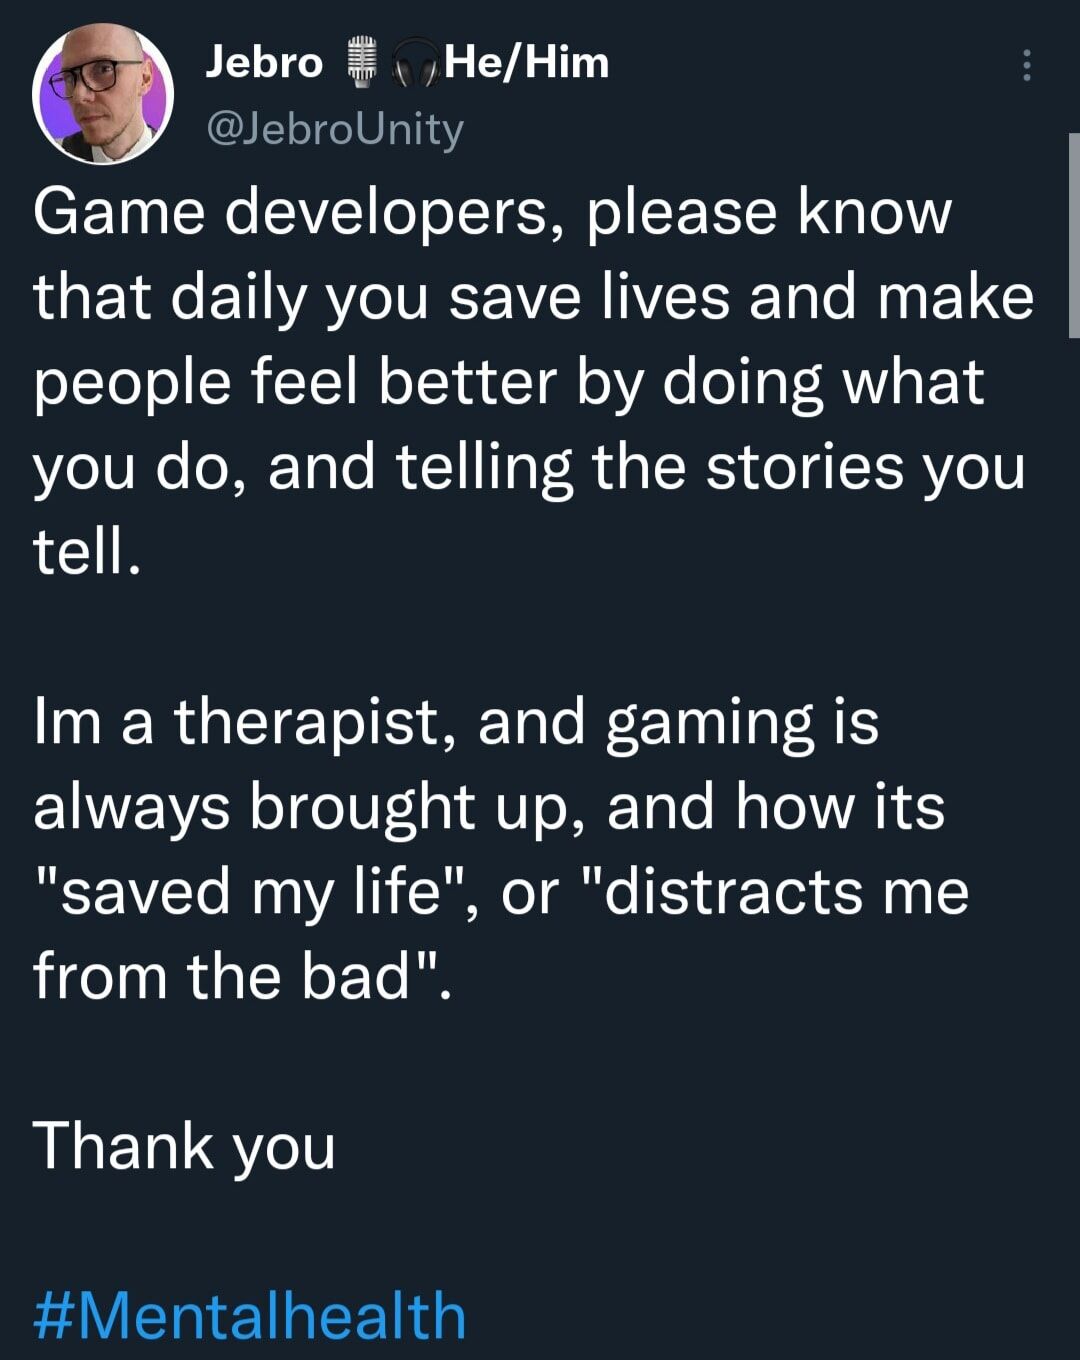 Jebro 🎙️🎧He/Him
@JebroUnity
Game developers, please know
that daily you save lives and make
people feel better by doing what
you do, and telling the stories you
tell.
Im a therapist, and gaming is
always brought up, and how its
"saved my life", or "distracts me
from the bad".
Thank you
#Mentalhealth